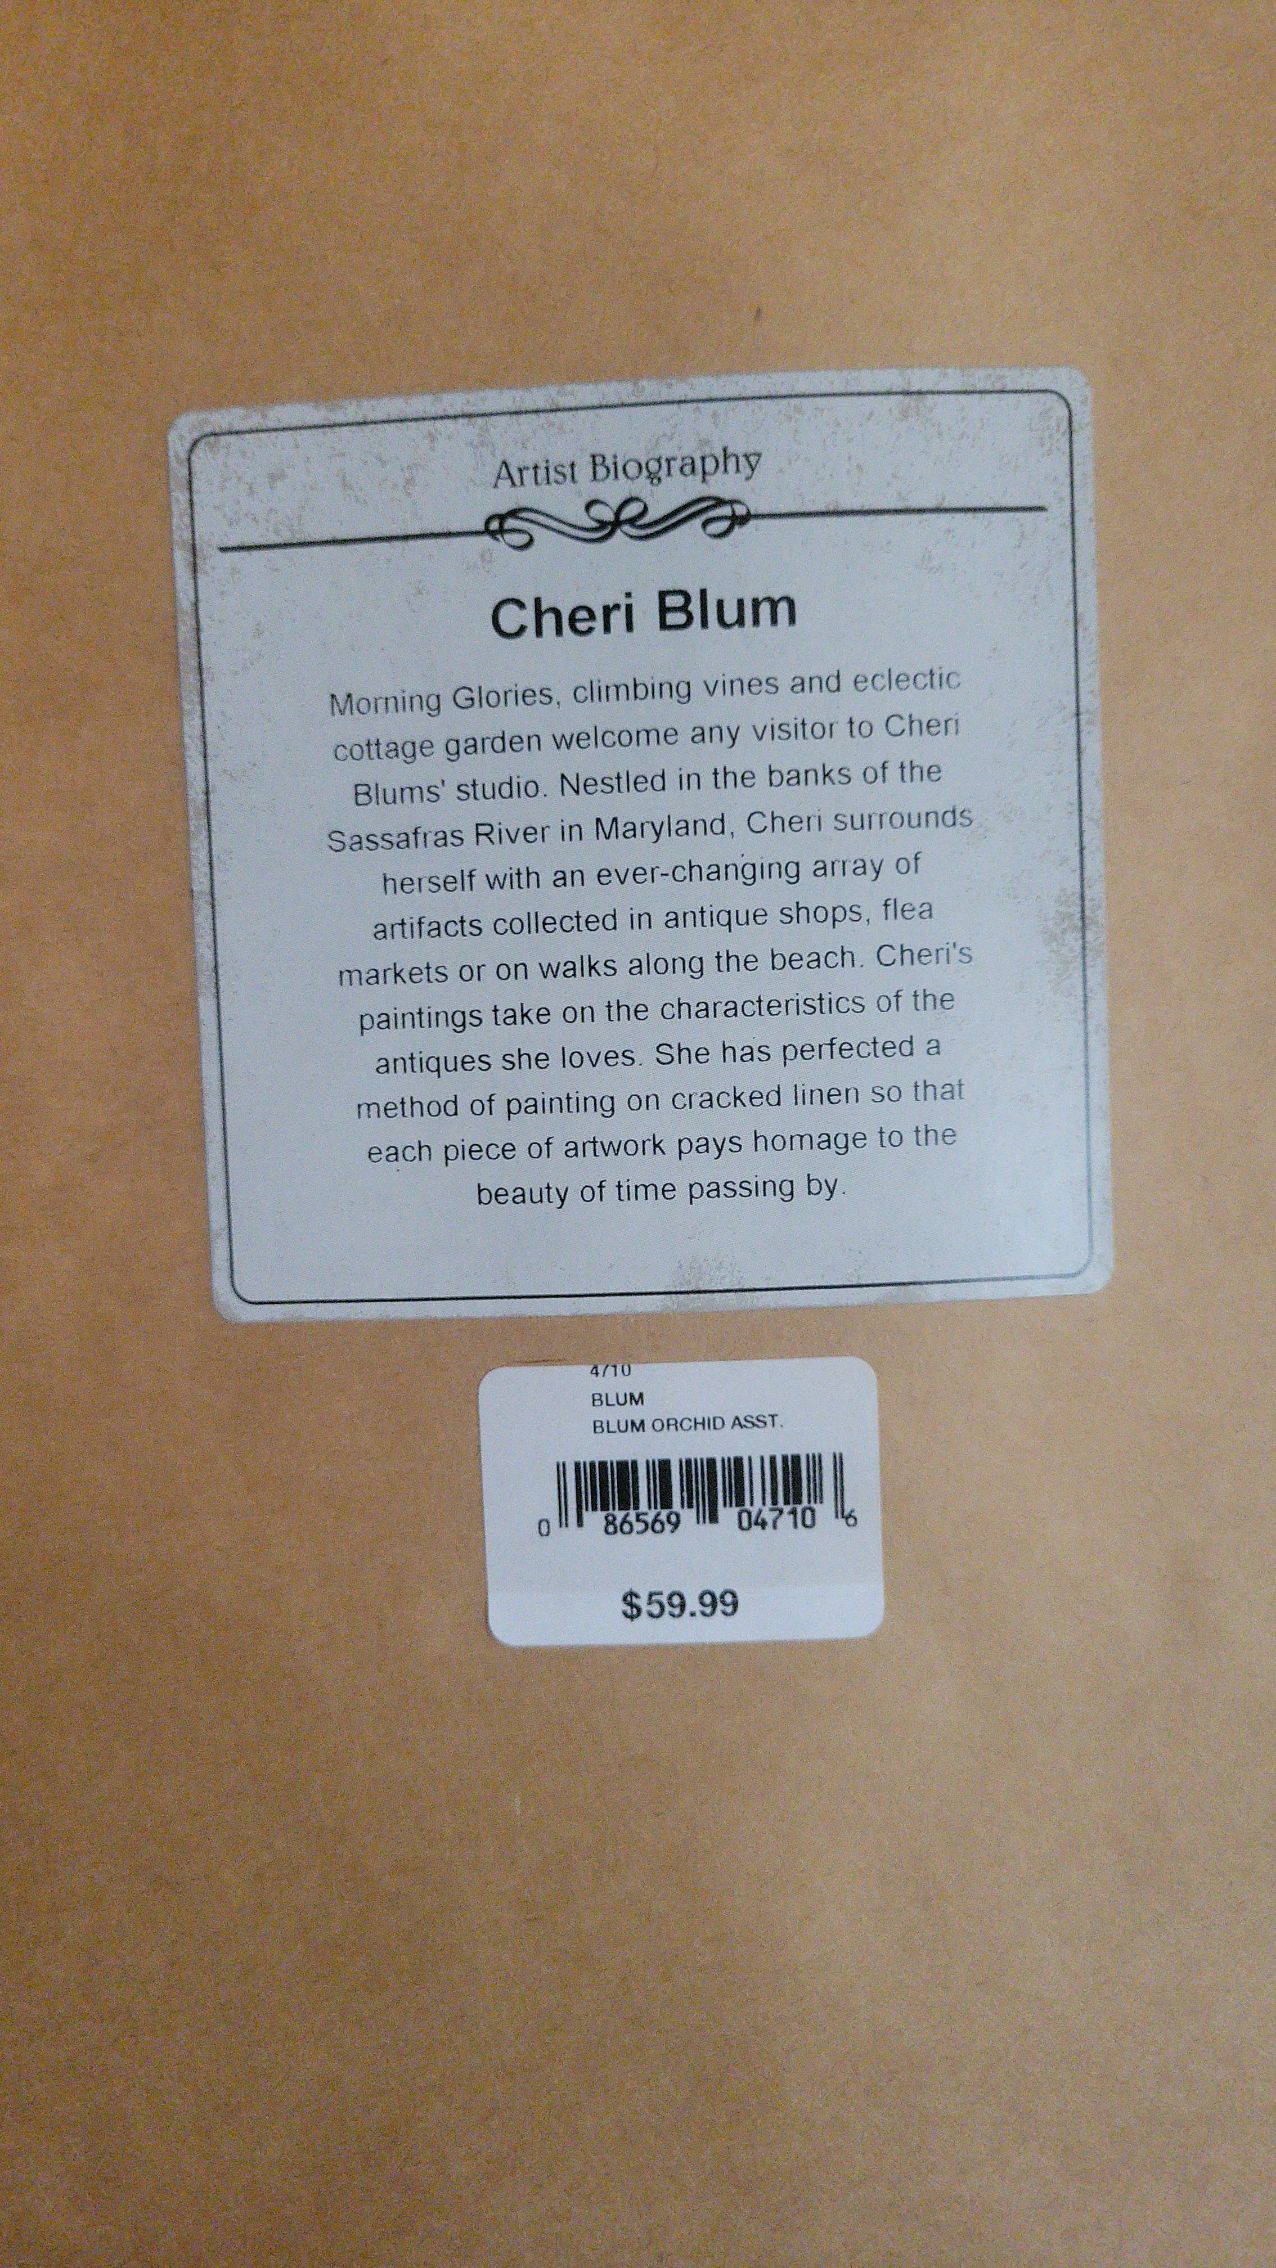 Artist Biography
Cheri Blum
Morning Glories, climbing vines and eclectic
cottage garden welcome any visitor to Cheri
Blums' studio. Nestled in the banks of the
Sassafras River in Maryland, Cheri surrounds
herself with an ever-changing array of
artifacts collected in antique shops, flea
markets or on walks along the beach. Cheri's
paintings take on the characteristics of the
antiques she loves. She has perfected a
method of painting on cracked linen so that
each piece of artwork pays homage to the
beauty of time passing by.
4/10
BLUM
BLUM ORCHID ASST.
0 86569 04710 6
$59.99